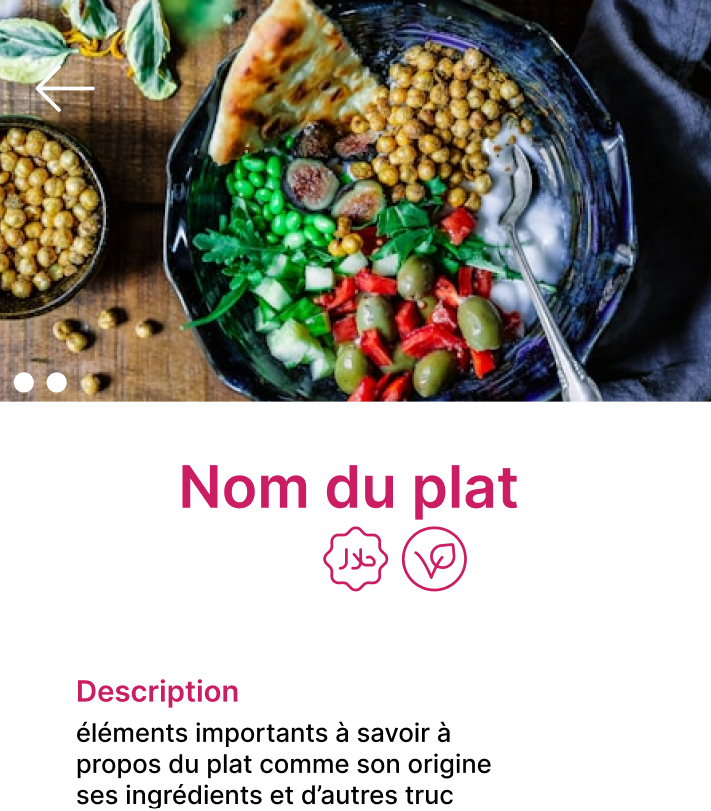 Nom du plat
حلال
Description
éléments importants à savoir à
propos du plat comme son origine
ses ingrédients et d’autres truc